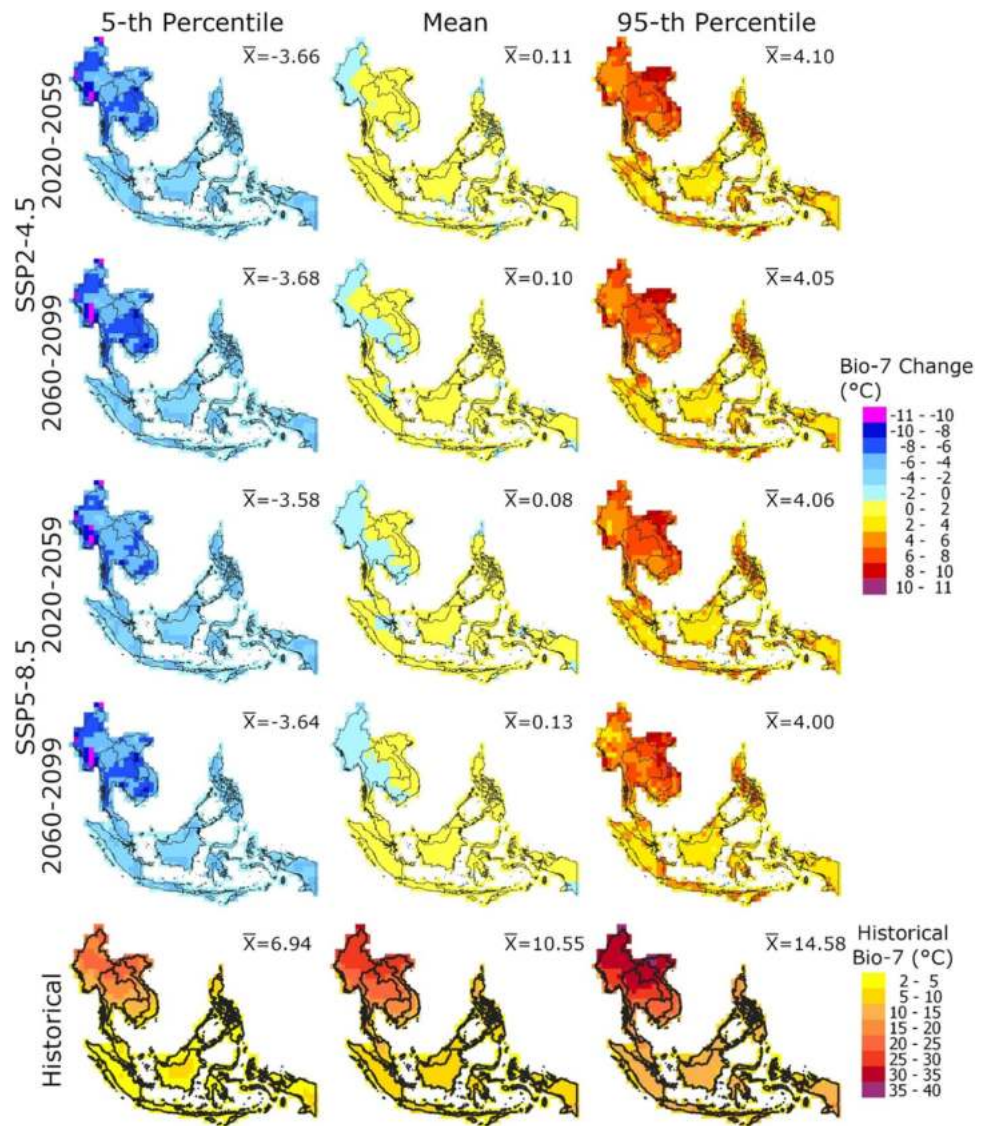 5-th Percentile Mean 95-th Percentile
SSP2-4.5
2020-2059
X̅=-3.66 X̅=0.11 X̅=4.10
2060-2099
X̅=-3.68 X̅=0.10 X̅=4.05
SSP5-8.5
2020-2059
X̅=-3.58 X̅=0.08 X̅=4.06
2060-2099
X̅=-3.64 X̅=0.13 X̅=4.00
Historical
X̅=6.94 X̅=10.55 X̅=14.58
Bio-7 Change
(°C)
-11 - -10
-10 - -8
-8 - -6
-6 - -4
-4 - -2
-2 - 0
0 - 2
2 - 4
4 - 6
6 - 8
8 - 10
10 - 11
Historical
Bio-7 (°C)
2 - 5
5 - 10
10 - 15
15 - 20
20 - 25
25 - 30
30 - 35
35 - 40